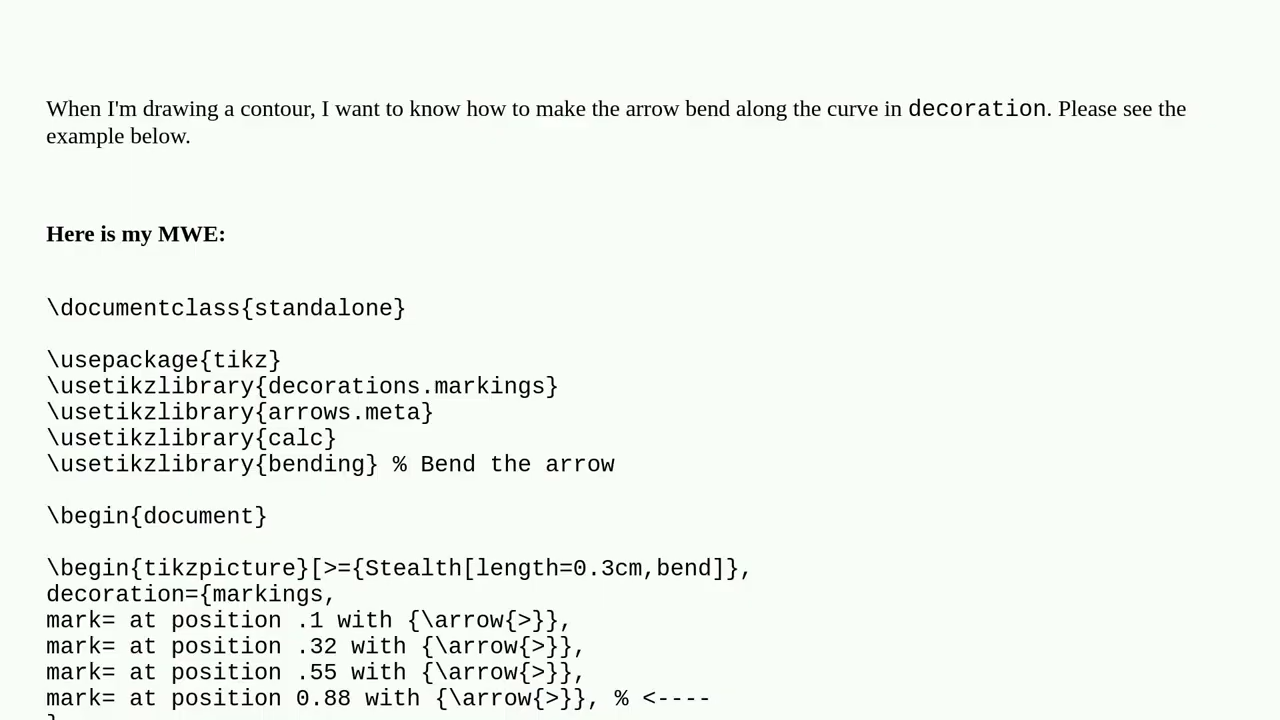 When I'm drawing a contour, I want to know how to make the arrow bend along the curve in decoration. Please see the
example below.
Here is my MWE:
\documentclass{standalone}
\usepackage{tikz}
\usetikzlibrary{decorations.markings}
\usetikzlibrary{arrows.meta}
\usetikzlibrary{calc}
\usetikzlibrary{bending} % Bend the arrow
\begin{document}
\begin{tikzpicture}[>={Stealth[length=0.3cm,bend]},
decoration={markings,
mark= at position .1 with {\arrow{>}},
mark= at position .32 with {\arrow{>}},
mark= at position .55 with {\arrow{>}},
mark= at position 0.88 with {\arrow{>}}, % <----